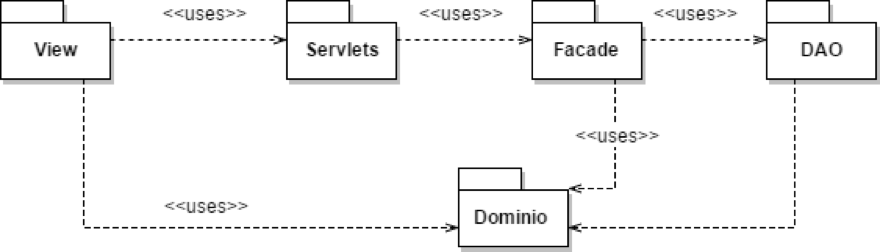 <<uses>> <<uses>> <<uses>>
View Servlets Facade DAO
<<uses>>
<<uses>>
Dominio